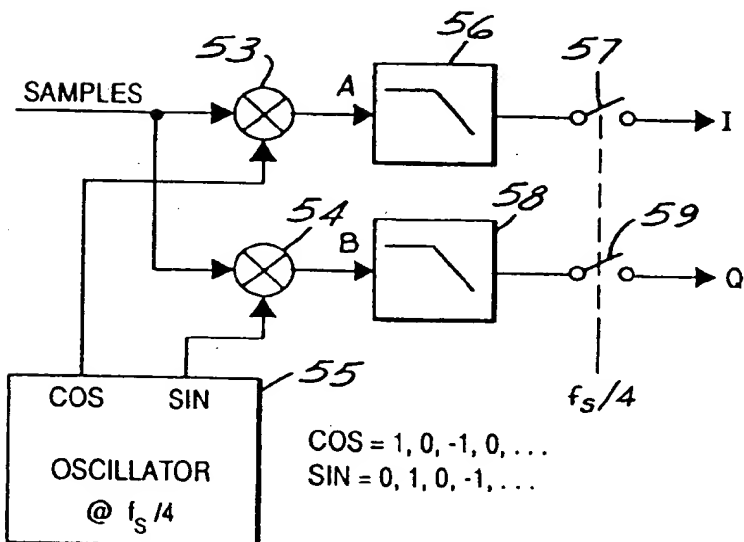 53
56
57
SAMPLES
A
I
54
58
59
B
Q
55
COS SIN
f_s/4
OSCILLATOR
@ f_s/4
COS = 1, 0, -1, 0, . . .
SIN = 0, 1, 0, -1, . . .